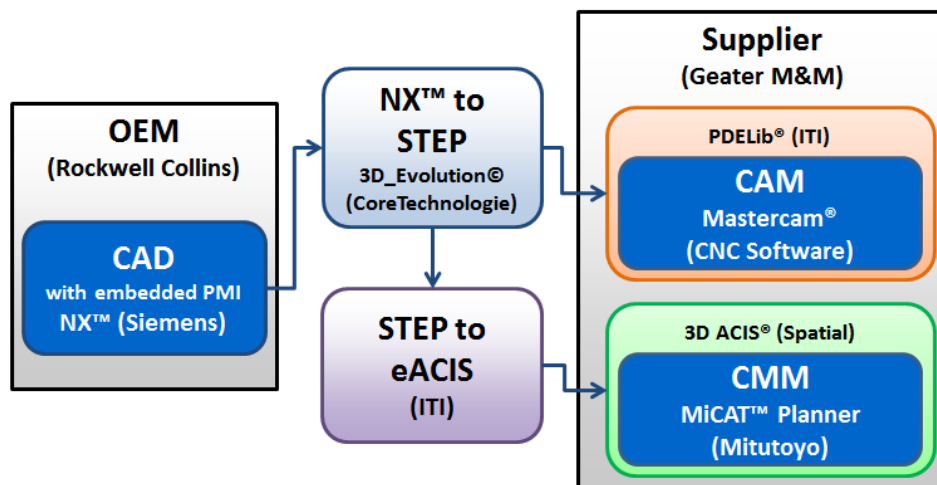 OEM
(Rockwell Collins)
CAD
with embedded PMI
NX™ (Siemens)
NX™ to
STEP
3D_Evolution©
(CoreTechnologie)
STEP to
eACIS
(ITI)
Supplier
(Geater M&M)
PDELib® (ITI)
CAM
Mastercam®
(CNC Software)
3D ACIS® (Spatial)
CMM
MiCAT™ Planner
(Mitutoyo)